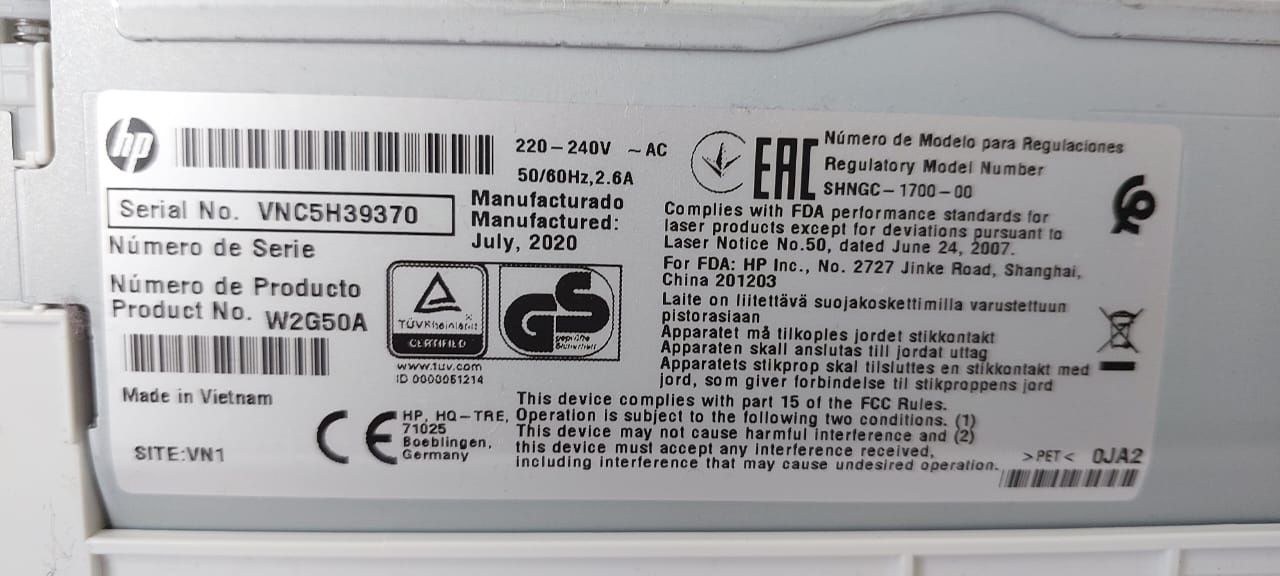 hp
220-240V ~ AC
50/60Hz,2.6A
Serial No. VNC5H39370
Número de Serie
Manufacturado
Manufactured:
July, 2020
Número de Producto
Product No. W2G50A
Made in Vietnam
SITE:VN1
TÜVRheinland
CERTIFIED
www.tuv.com
ID 0000051214
GS
geprüfte
Sicherheit
CE
HP, HQ-TRE,
71025
Boeblingen,
Germany
EAC
Número de Modelo para Regulaciones
Regulatory Model Number
SHNGC-1700-00
Complies with FDA performance standards for
laser products except for deviations pursuant to
Laser Notice No.50, dated June 24, 2007.
For FDA: HP Inc., No. 2727 Jinke Road, Shanghai,
China 201203
Laite on liitettävä suojakoskettimilla varustettuun
pistorasiaan
Apparatet må tilkoples jordet stikkontakt
Apparaten skall anslutas till jordat uttag
Apparatets stikprop skal tilsluttes en stikkontakt med
jord, som giver forbindelse til stikproppens jord
This device complies with part 15 of the FCC Rules.
Operation is subject to the following two conditions. (1)
This device may not cause harmful interference and (2)
this device must accept any interference received,
including interference that may cause undesired operation.
>PET< 0JA2